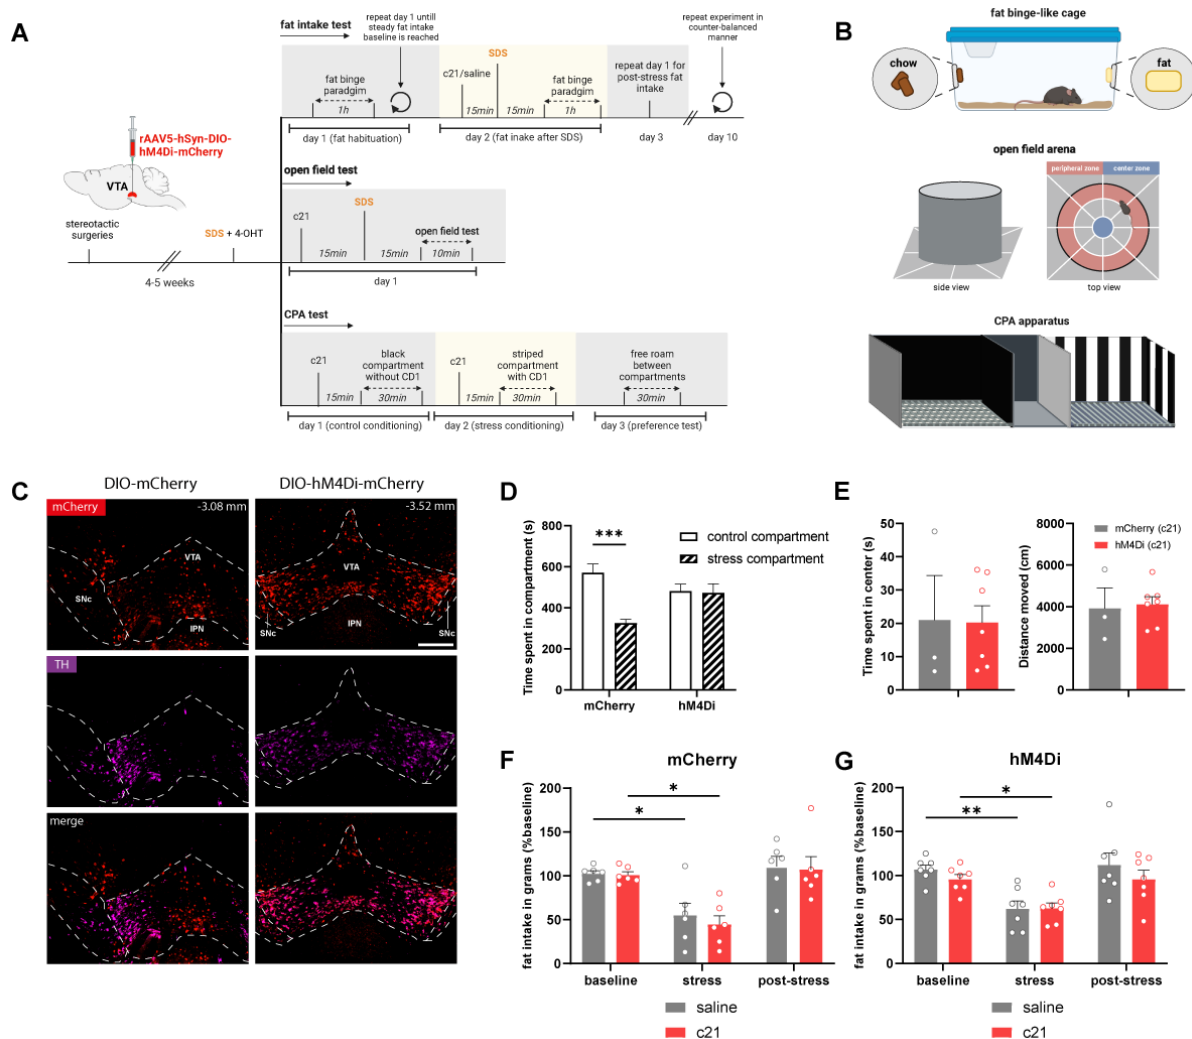 A
fat intake test
repeat day 1 untill
steady fat intake
baseline is reached
repeat experiment in
counter-balanced
manner
SDS
c21/saline
fat binge
paradgim
1h
15min
15min
fat binge
paradgim
1h
repeat day 1 for
post-stress fat
intake
day 1 (fat habituation)
day 2 (fat inake after SDS)
day 3
day 10
rAAV5-hSyn-DIO-
hM4Di-mCherry
VTA
stereotactic
surgeries
SDS + 4-OHT
4-5 weeks
open field test
SDS
c21
15min
15min
open field test
10min
day 1
CPA test
c21
15min
black
compartment
without CD1
30min
c21
15min
striped
compartment
with CD1
30min
free roam
between
compartments
30min
day 1 (control conditioning)
day 2 (stress conditioning)
day 3 (preference test)
B
fat binge-like cage
chow
fat
open field arena
peripheral zone
center zone
side view
top view
CPA apparatus
C
DIO-mCherry
DIO-hM4Di-mCherry
mCherry
-3.08 mm
-3.52 mm
VTA
SNc
IPN
VTA
SNc
IPN
SNc
TH
merge
D
Time spent in compartment (s)
800
600
400
200
0
***
control compartment
stress compartment
mCherry
hM4Di
E
Time spent in center (s)
50
40
30
20
10
0
Distance moved (cm)
8000
6000
4000
2000
0
mCherry (c21)
hM4Di (c21)
F
mCherry
fat intake in grams (%baseline)
200
150
100
50
0
*
*
baseline
stress
post-stress
saline
c21
G
hM4Di
fat intake in grams (%baseline)
200
150
100
50
0
*
**
baseline
stress
post-stress
saline
c21